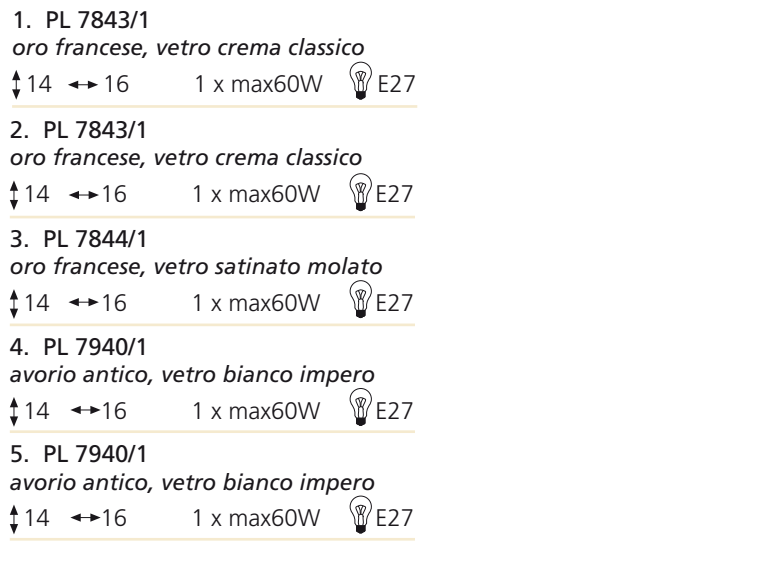 1. PL 7843/1
oro francese, vetro crema classico
14 16 1 x max60W E27
2. PL 7843/1
oro francese, vetro crema classico
14 16 1 x max60W E27
3. PL 7844/1
oro francese, vetro satinato molato
14 16 1 x max60W E27
4. PL 7940/1
avorio antico, vetro bianco impero
14 16 1 x max60W E27
5. PL 7940/1
avorio antico, vetro bianco impero
14 16 1 x max60W E27